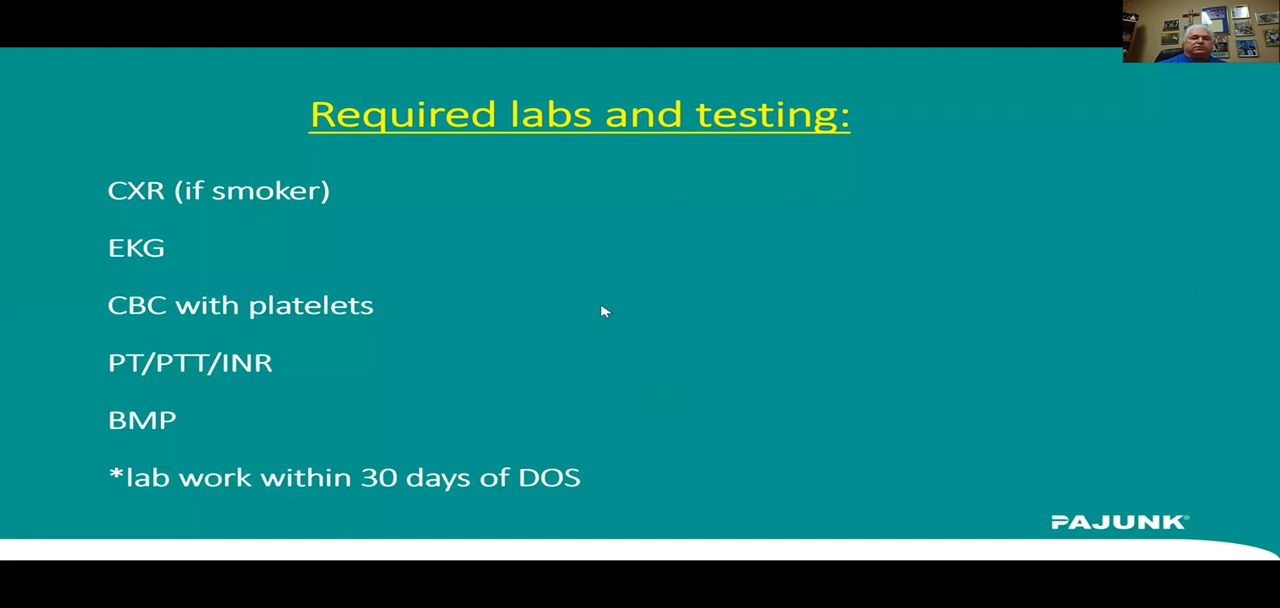 Required labs and testing:
CXR (if smoker)
EKG
CBC with platelets
PT/PTT/INR
BMP
*lab work within 30 days of DOS
PAJUNK®